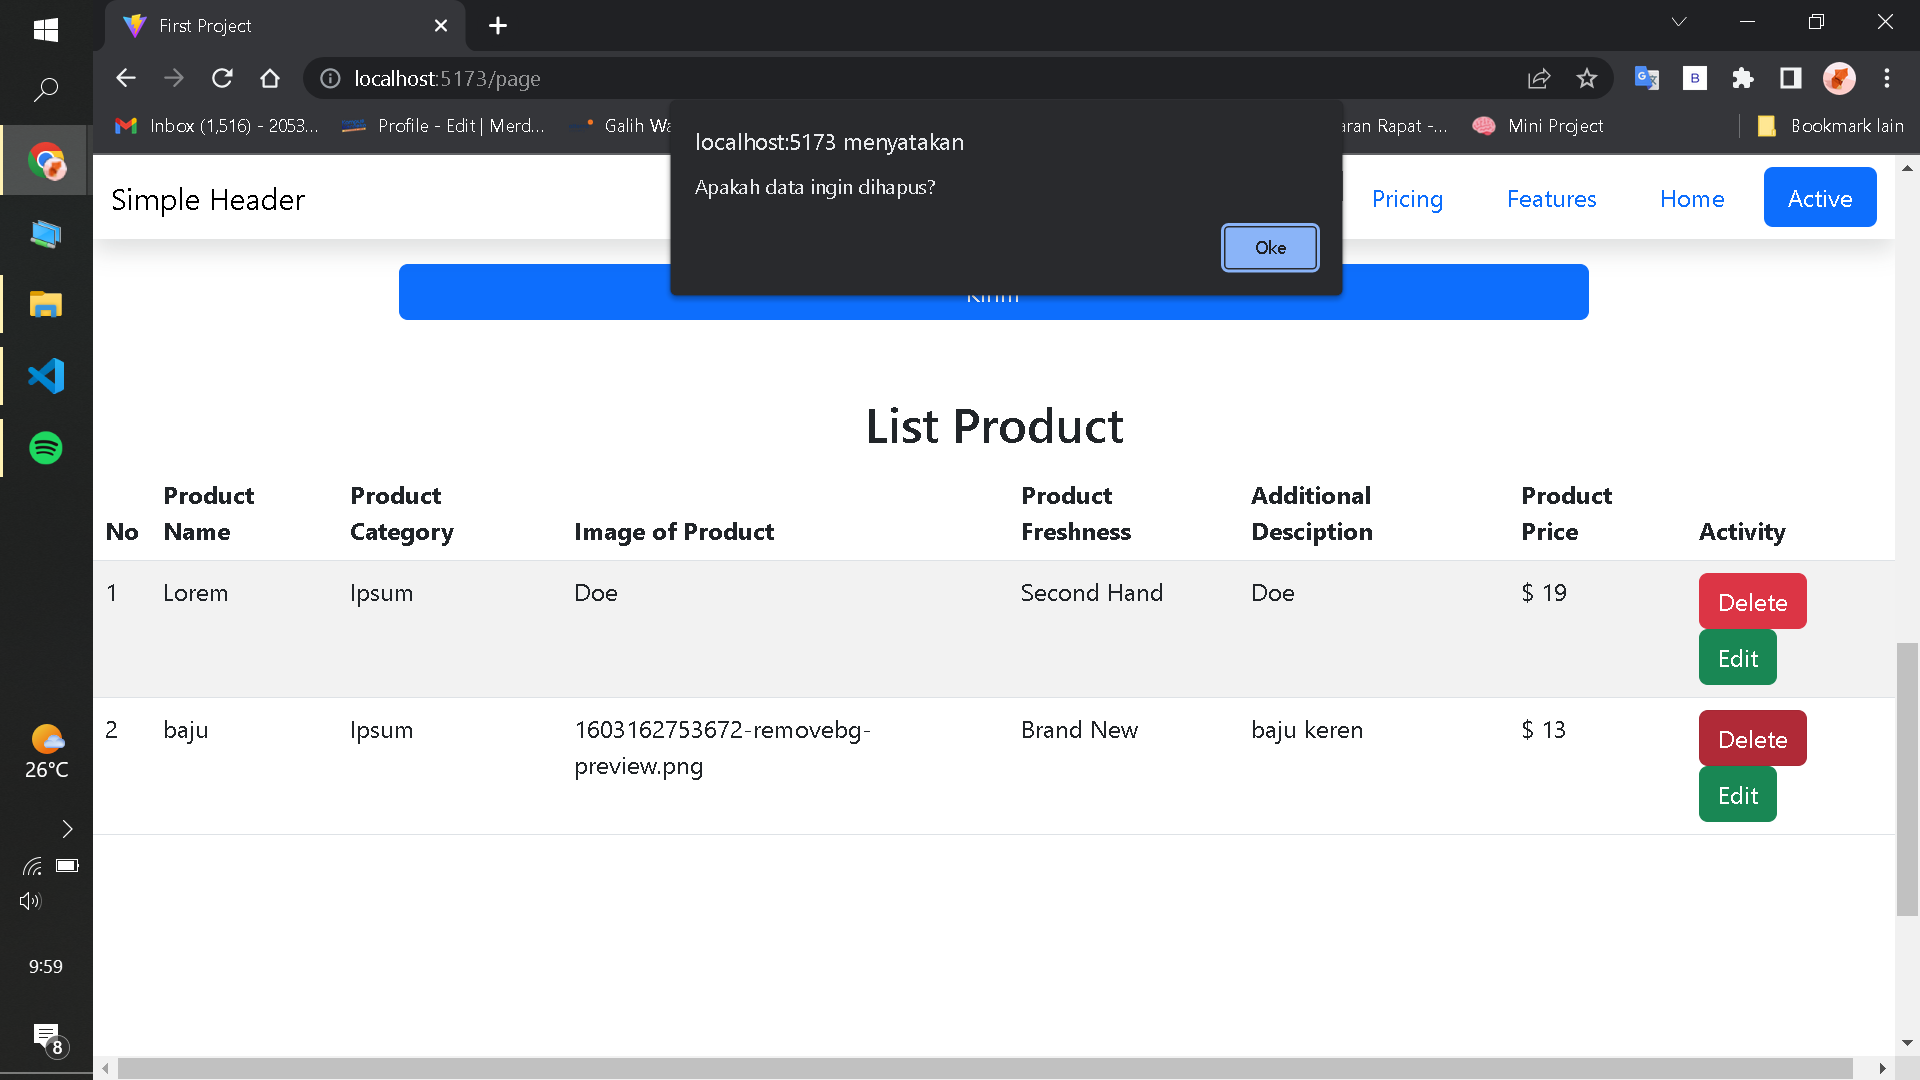 First Project
localhost:5173/page
Inbox (1,516) - 2053...
Profile - Edit | Merd...
Galih
aran Rapat -...
Mini Project
Bookmark lain
localhost:5173 menyatakan
Apakah data ingin dihapus?
Oke
Simple Header
Pricing
Features
Home
Active
List Product
No
Product Name
Product Category
Image of Product
Product Freshness
Additional Desciption
Product Price
Activity
1
Lorem
Ipsum
Doe
Second Hand
Doe
$ 19
Delete
Edit
2
baju
Ipsum
1603162753672-removebg-
preview.png
Brand New
baju keren
$ 13
Delete
Edit
26°C
9:59
8